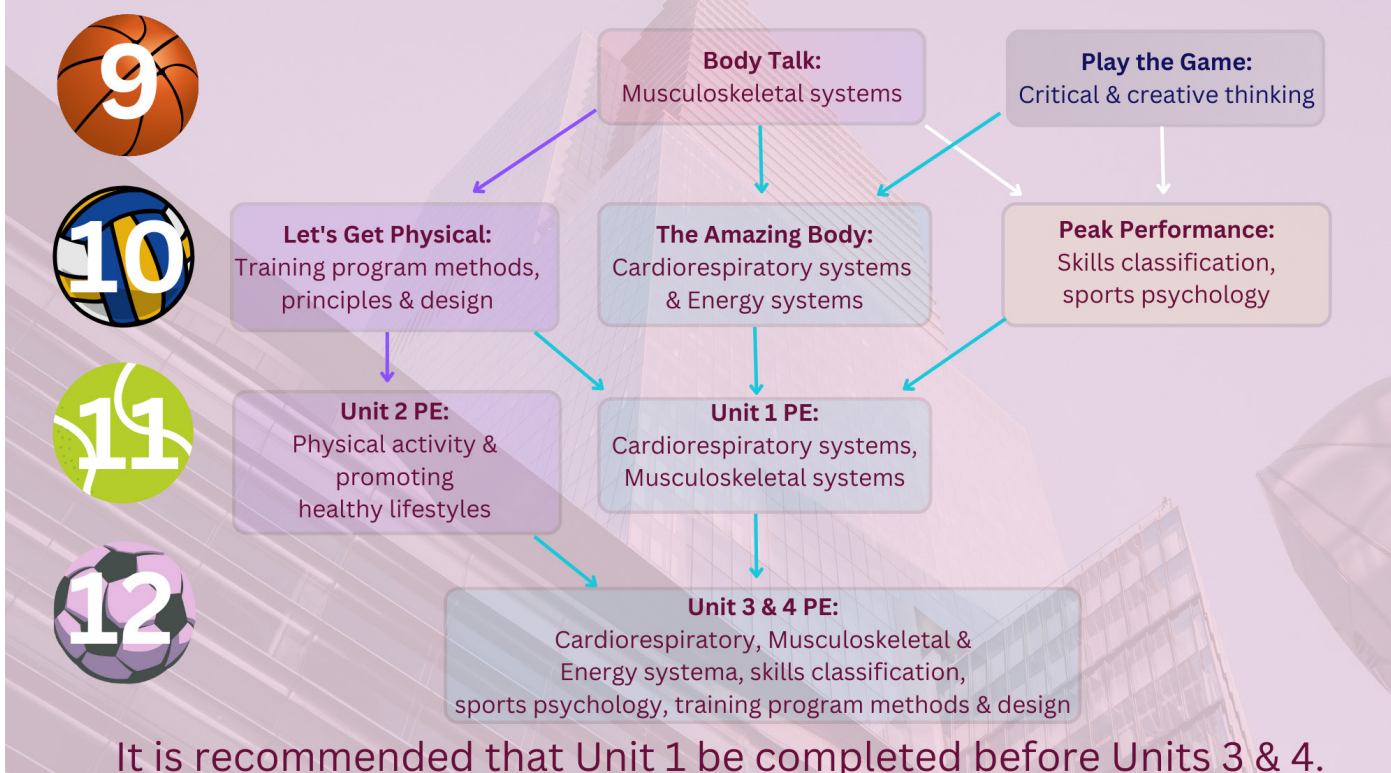 9
Body Talk:
Musculoskeletal systems
Play the Game:
Critical & creative thinking
10
Let's Get Physical:
Training program methods,
principles & design
The Amazing Body:
Cardiorespiratory systems
& Energy systems
Peak Performance:
Skills classification,
sports psychology
11
Unit 2 PE:
Physical activity &
promoting
healthy lifestyles
Unit 1 PE:
Cardiorespiratory systems,
Musculoskeletal systems
12
Unit 3 & 4 PE:
Cardiorespiratory, Musculoskeletal &
Energy systema, skills classification,
sports psychology, training program methods & design
It is recommended that Unit 1 be completed before Units 3 & 4.